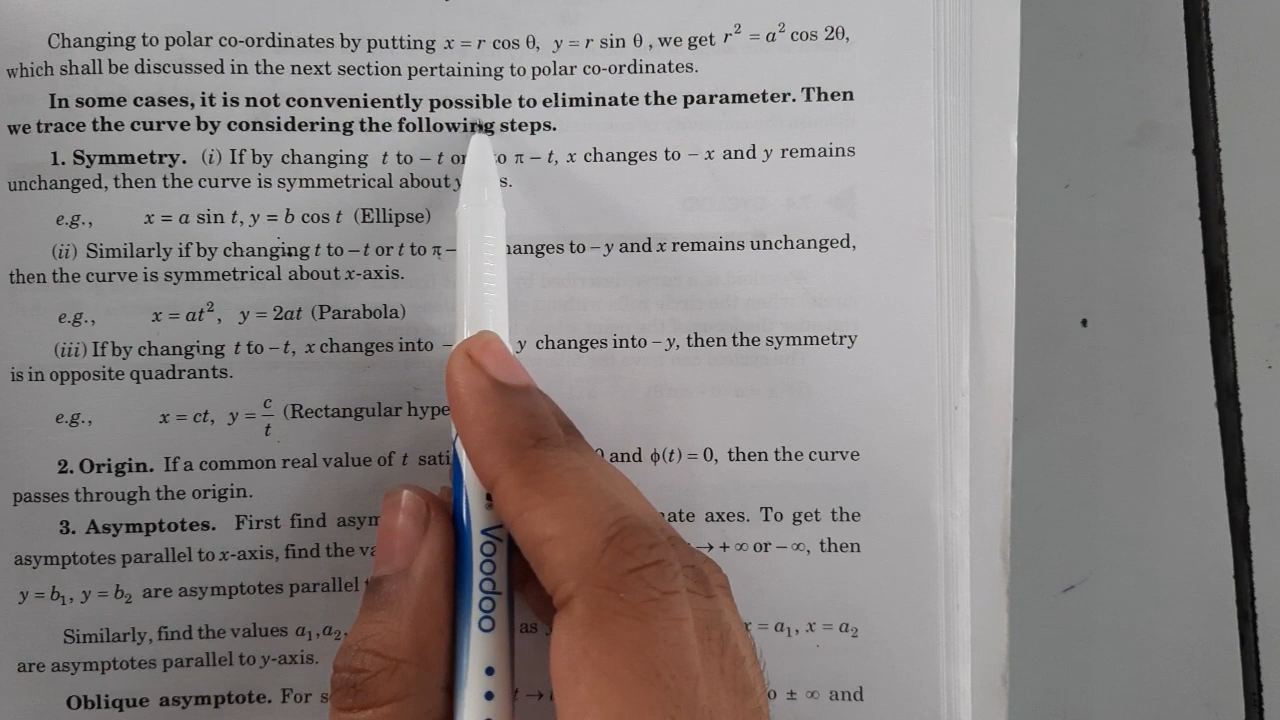 Changing to polar co-ordinates by putting x = r cos θ, y = r sin θ , we get r² = a² cos 2θ,
which shall be discussed in the next section pertaining to polar co-ordinates.
In some cases, it is not conveniently possible to eliminate the parameter. Then
we trace the curve by considering the following steps.
1. Symmetry. (i) If by changing t to – t or to π – t, x changes to – x and y remains
unchanged, then the curve is symmetrical about y s.
e.g., x = a sin t, y = b cos t (Ellipse)
(ii) Similarly if by changing t to – t or t to π – hanges to – y and x remains unchanged,
then the curve is symmetrical about x-axis.
e.g., x = at², y = 2at (Parabola)
(iii) If by changing t to – t, x changes into – y changes into – y, then the symmetry
is in opposite quadrants.
e.g., x = ct, y = c/t (Rectangular hype
2. Origin. If a common real value of t sati and ϕ(t) = 0, then the curve
passes through the origin.
3. Asymptotes. First find asym ate axes. To get the
asymptotes parallel to x-axis, find the va → + ∞ or – ∞, then
y = b₁, y = b₂ are asymptotes parallel
Similarly, find the values a₁, a₂, as x = a₁, x = a₂
are asymptotes parallel to y-axis.
Oblique asymptote. For s t → o ± ∞ and
Voodoo